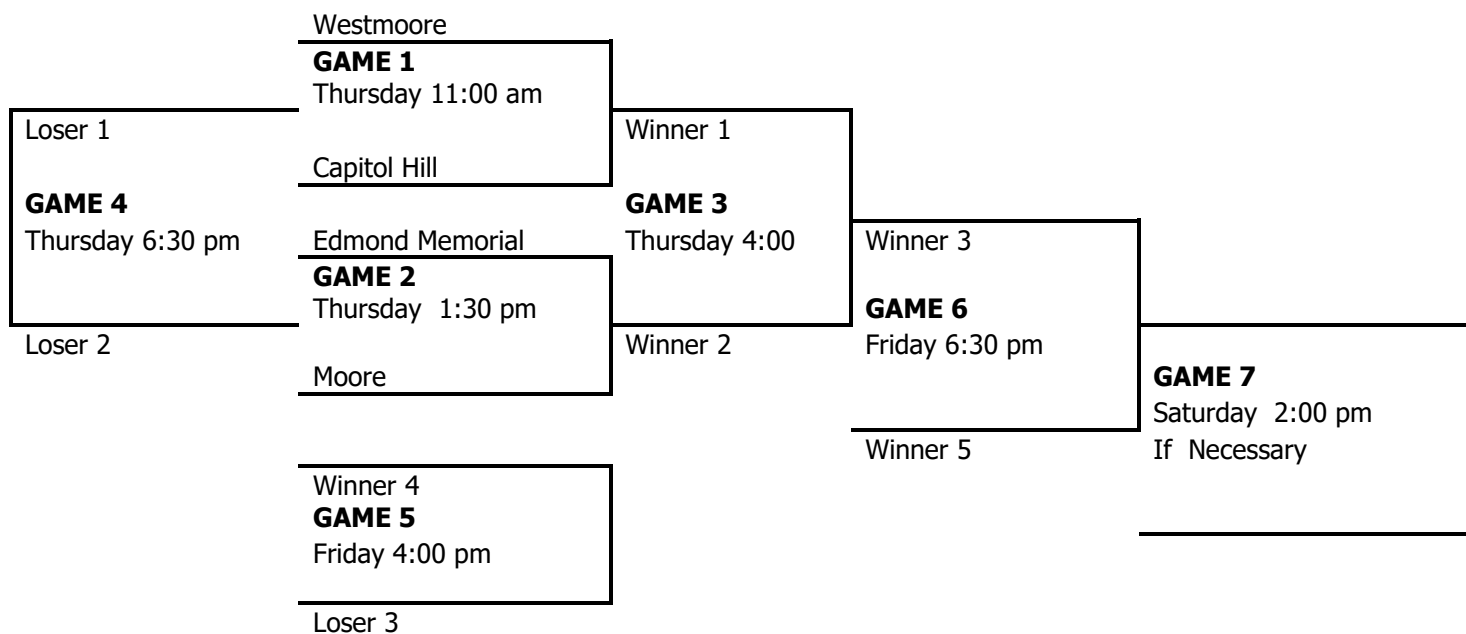 Westmoore
GAME 1
Thursday 11:00 am
Loser 1
Winner 1
Capitol Hill
GAME 4
GAME 3
Thursday 6:30 pm
Edmond Memorial
Thursday 4:00
Winner 3
GAME 2
Thursday  1:30 pm
GAME 6
Loser 2
Winner 2
Friday 6:30 pm
Moore
GAME 7
Saturday  2:00 pm
Winner 5
If  Necessary
Winner 4
GAME 5
Friday 4:00 pm
Loser 3